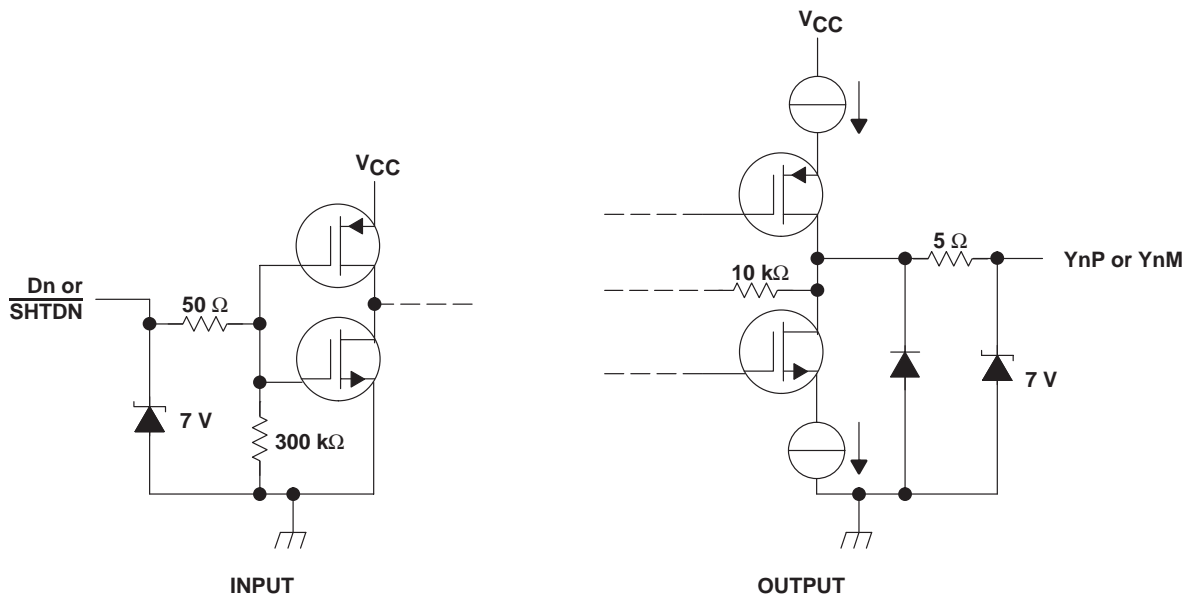 VCC
Dn or
SHTDN
50 Ω
7 V
300 kΩ
INPUT
VCC
5 Ω
YnP or YnM
10 kΩ
7 V
OUTPUT